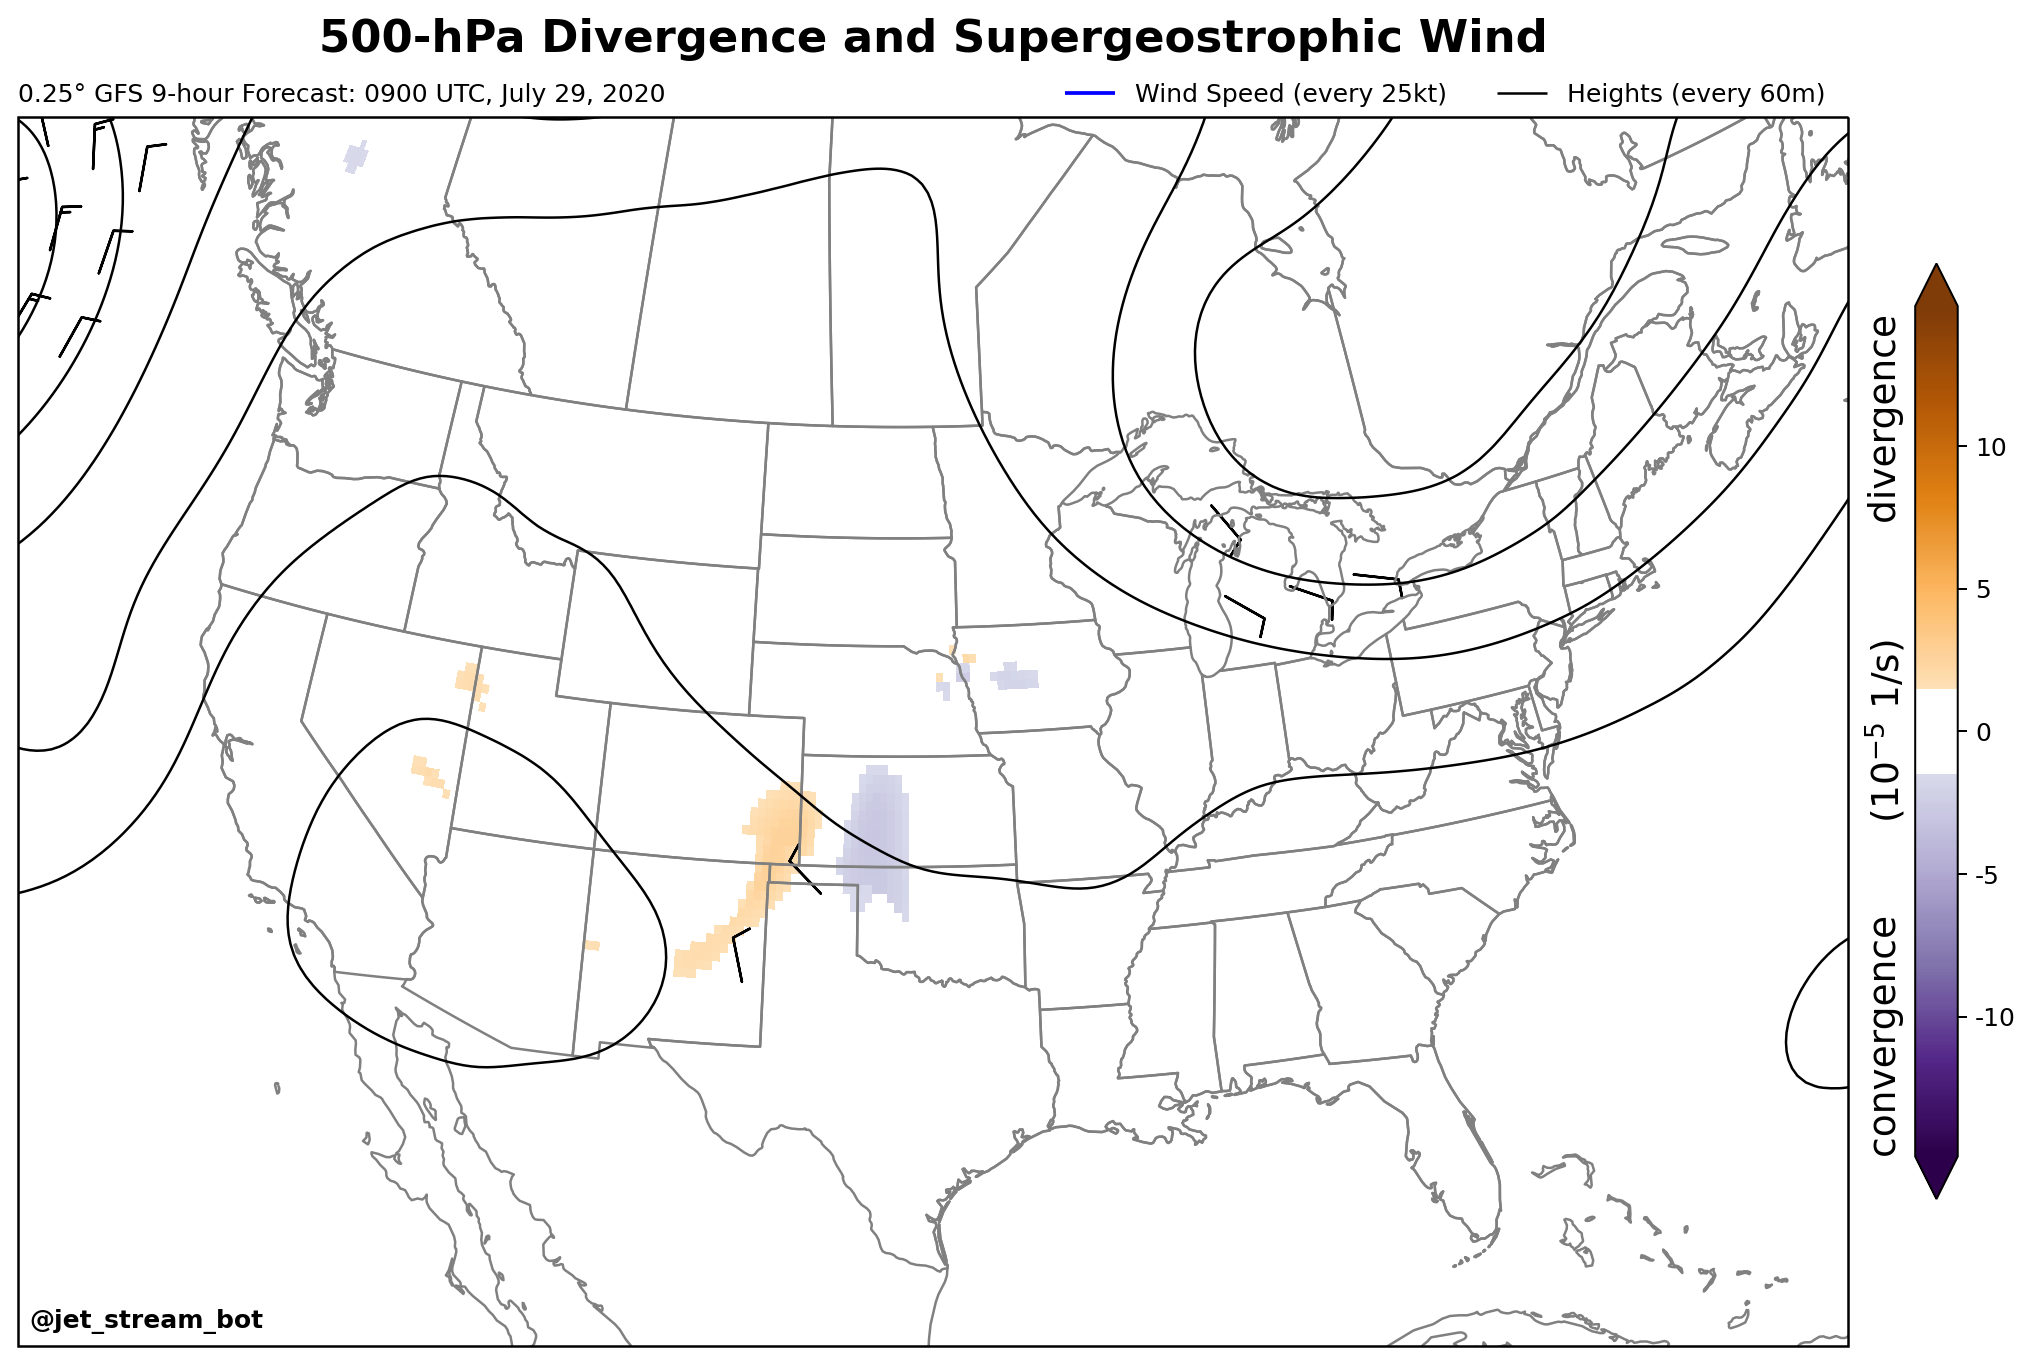 500-hPa Divergence and Supergeostrophic Wind
0.25° GFS 9-hour Forecast: 0900 UTC, July 29, 2020
Wind Speed (every 25kt)
Heights (every 60m)
divergence
(10⁻⁵ 1/s)
convergence
10
5
0
-5
-10
@jet_stream_bot